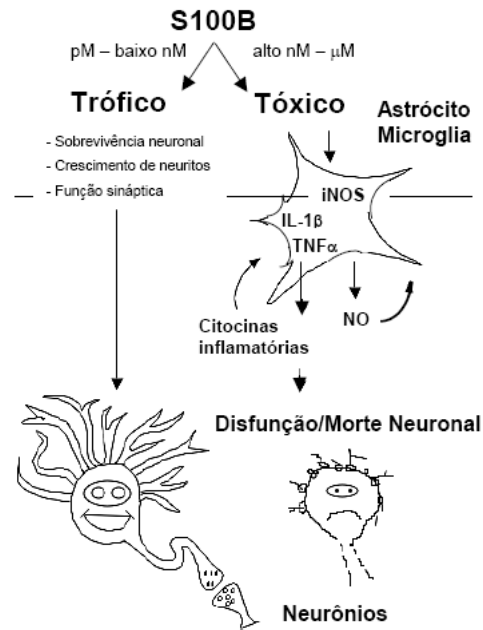 S100B
pM – baixo nM
alto nM – μM
Trófico
Tóxico
- Sobrevivência neuronal
- Crescimento de neuritos
- Função sináptica
Astrócito
Microglia
iNOS
IL-1β
TNFα
Citocinas
inflamatórias
NO
Disfunção/Morte Neuronal
Neurônios